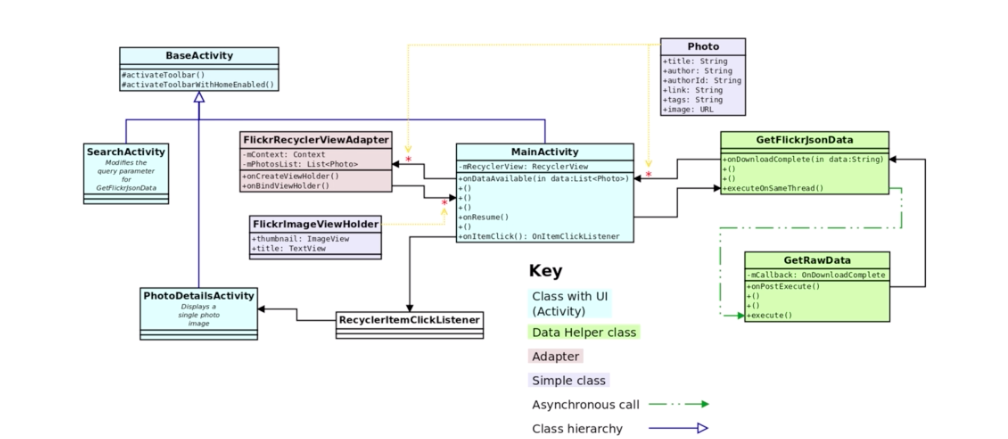 BaseActivity
#activateToolbar()
#activateToolbarWithHomeEnabled()
Photo
+title: String
+author: String
+authorId: String
+link: String
+tags: String
+image: URL
SearchActivity
Modifies the
query parameter
for
GetFlickrJsonData
FlickrRecyclerViewAdapter
-mContext: Context
-mPhotosList: List<Photo>
+onCreateViewHolder()
+onBindViewHolder()
*
MainActivity
-mRecyclerView: RecyclerView
+onDataAvailable(in data:List<Photo>)
+()
+()
+()
+onResume()
+()
+onItemClick(): OnItemClickListener
*
*
GetFlickrJsonData
+onDownloadComplete(in data:String)
+()
+()
+executeOnSameThread()
FlickrImageViewHolder
+thumbnail: ImageView
+title: TextView
GetRawData
-mCallback: OnDownloadComplete
+onPostExecute()
+()
+()
+execute()
PhotoDetailsActivity
Displays a
single photo
image
RecyclerItemClickListener
Key
Class with UI
(Activity)
Data Helper class
Adapter
Simple class
Asynchronous call
Class hierarchy